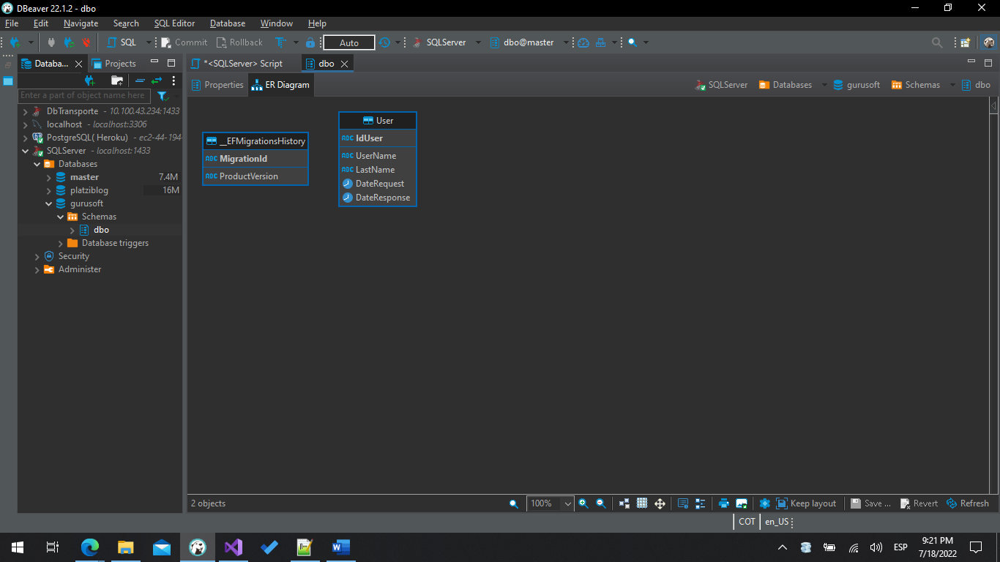 DBeaver 22.1.2 - dbo
File Edit Navigate Search SQL Editor Database Window Help
SQL Commit Rollback Auto SQLServer dbo@master
Databa... Projects *<SQLServer> Script dbo
Properties ER Diagram SQLServer Databases gurusoft Schemas dbo
Enter a part of object name here
DbTransporte - 10.100.43.234:1433
localhost - localhost:3306
PostgreSQL( Heroku) - ec2-44-194-
SQLServer - localhost:1433
Databases
master 7.4M
platziblog 16M
gurusoft
Schemas
dbo
Database triggers
Security
Administer
__EFMigrationsHistory
ABC MigrationId
ABC ProductVersion
User
ABC IdUser
ABC UserName
ABC LastName
DateRequest
DateResponse
2 objects 100% Keep layout Save ... Revert Refresh
COT en_US
ESP
9:21 PM
7/18/2022